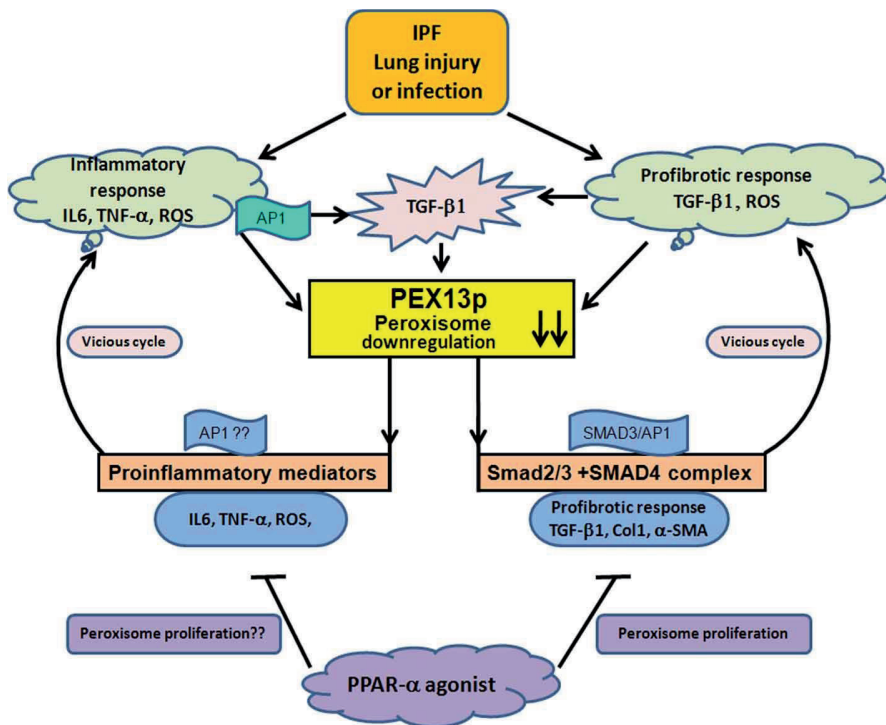 IPF
Lung injury
or infection
Inflammatory
response
IL6, TNF-α, ROS
AP1
TGF-β1
Profibrotic response
TGF-β1, ROS
PEX13p
Peroxisome
downregulation
Vicious cycle
Vicious cycle
AP1 ??
SMAD3/AP1
Proinflammatory mediators
Smad2/3 +SMAD4 complex
IL6, TNF-α, ROS,
Profibrotic response
TGF-β1, Col1, α-SMA
Peroxisome proliferation??
Peroxisome proliferation
PPAR-α agonist